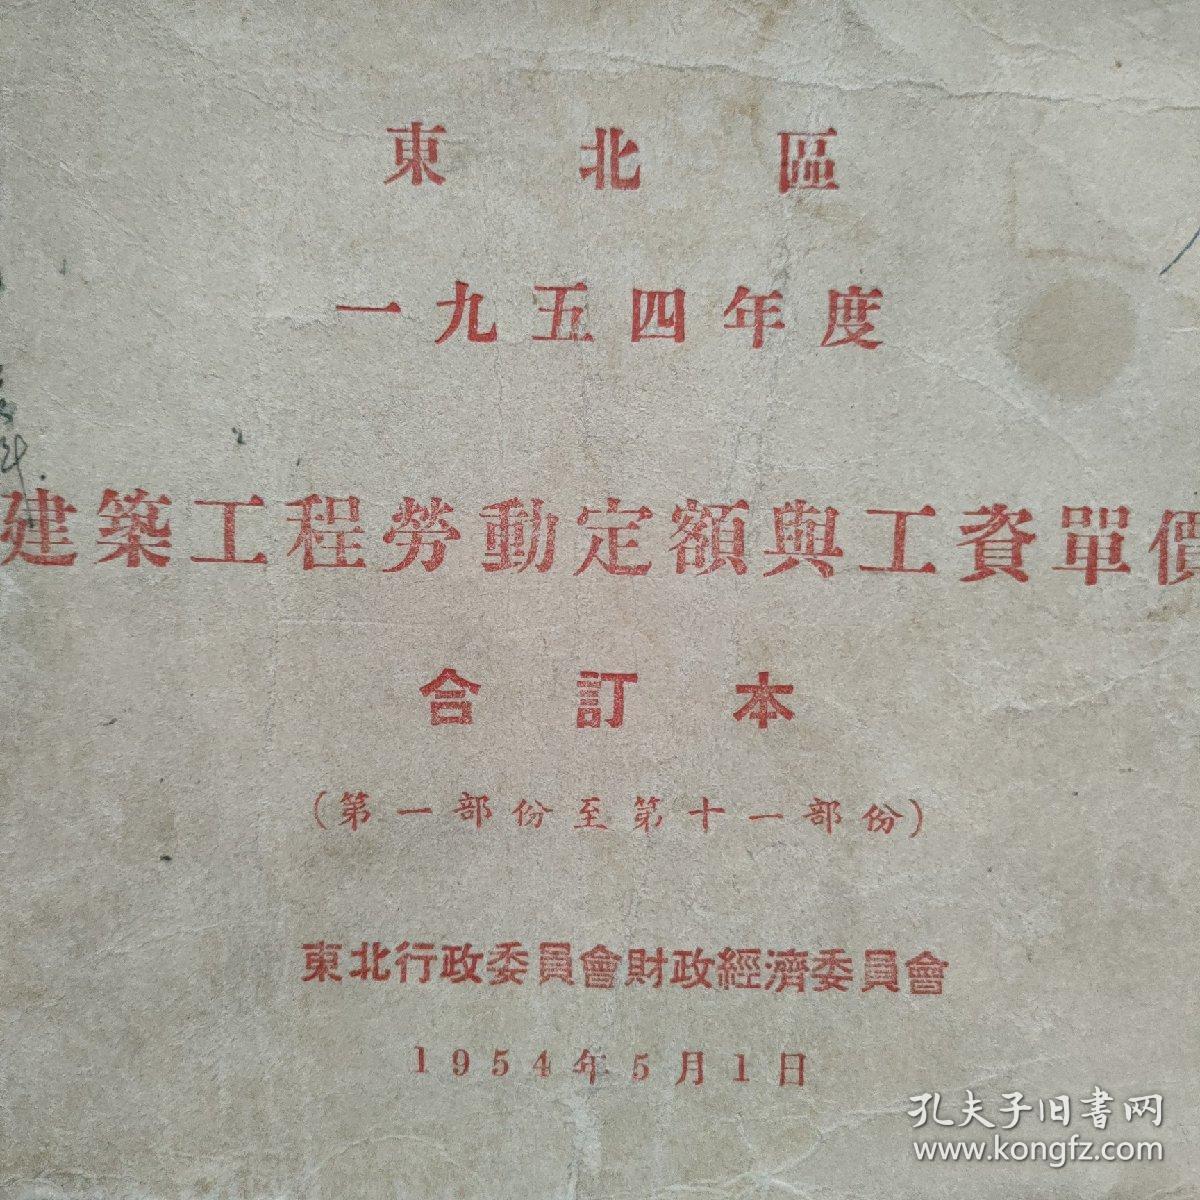 東北區
一九五四年度
建築工程勞動定額與工資單價
合訂本
(第一部份至第十一部份)
東北行政委員會財政經濟委員會
1954年5月1日
孔夫子旧書网
www.kongfz.com